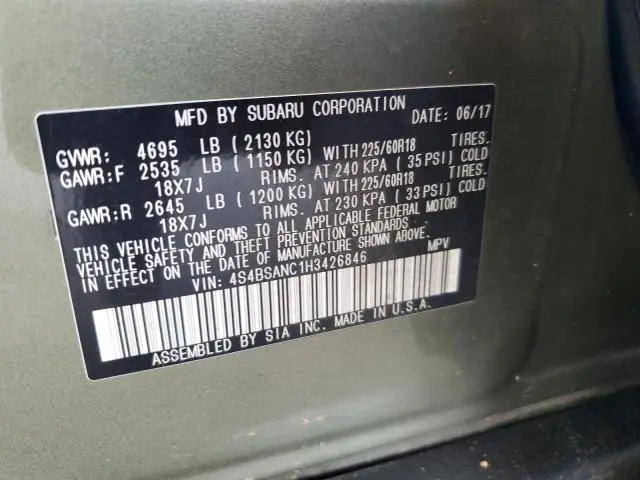 MFD BY SUBARU CORPORATION DATE: 06/17
GVWR: 4695 LB ( 2130 KG)
GAWR:F 2535 LB ( 1150 KG) WITH 225/60R18 TIRES.
18X7J RIMS. AT 240 KPA ( 35 PSI) COLD
GAWR:R 2645 LB ( 1200 KG) WITH 225/60R18 TIRES.
18X7J RIMS. AT 230 KPA ( 33 PSI) COLD
THIS VEHICLE CONFORMS TO ALL APPLICABLE FEDERAL MOTOR
VEHICLE SAFETY AND THEFT PREVENTION STANDARDS
IN EFFECT ON THE DATE OF MANUFACTURE SHOWN ABOVE.
VIN: 4S4BSANC1H3426846 MPV
ASSEMBLED BY SIA INC. MADE IN U.S.A.